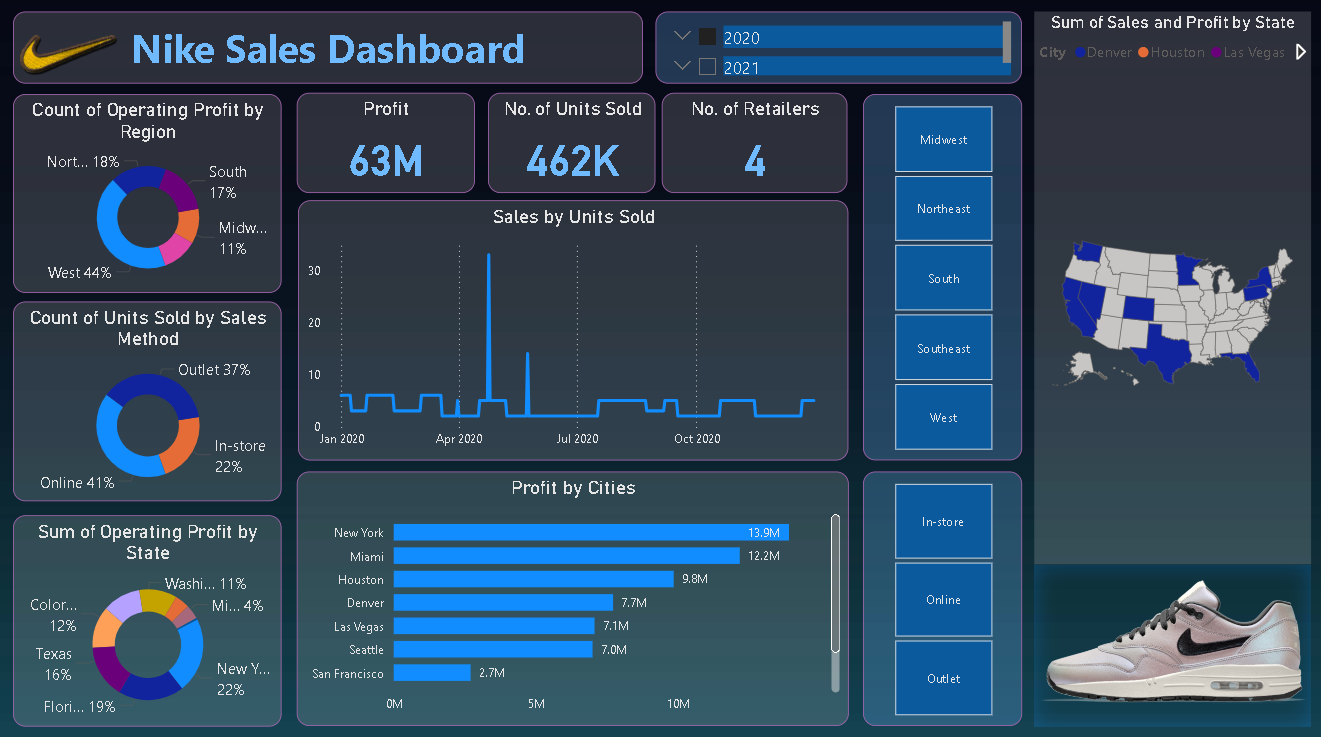 Nike Sales Dashboard
2020
2021
Sum of Sales and Profit by State
City Denver Houston Las Vegas
Count of Operating Profit by
Region
Nort... 18%
South
17%
Midw...
11%
West 44%
Profit
63M
No. of Units Sold
462K
No. of Retailers
4
Midwest
Northeast
South
Southeast
West
Sales by Units Sold
30
20
10
0
Jan 2020
Apr 2020
Jul 2020
Oct 2020
Count of Units Sold by Sales
Method
Outlet 37%
In-store
22%
Online 41%
Sum of Operating Profit by
State
Washi... 11%
Mi... 4%
Color...
12%
Texas
16%
New Y...
22%
Flori... 19%
Profit by Cities
New York 13.9M
Miami 12.2M
Houston 9.8M
Denver 7.7M
Las Vegas 7.1M
Seattle 7.0M
San Francisco 2.7M
0M
5M
10M
In-store
Online
Outlet